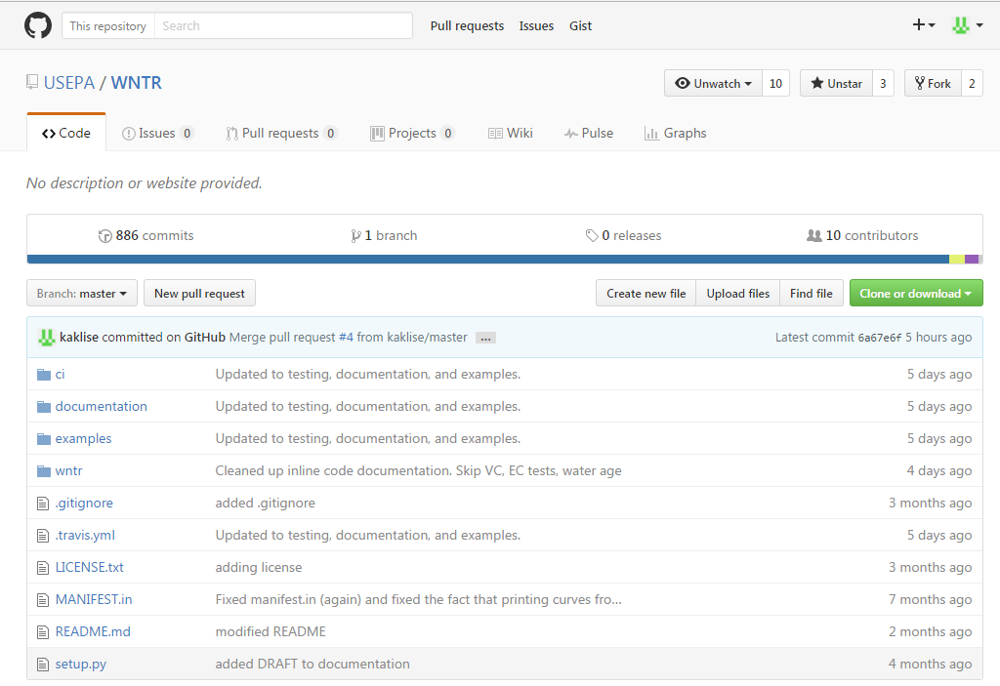 This repository Search Pull requests Issues Gist
USEPA / WNTR Unwatch 10 Unstar 3 Fork 2
Code Issues 0 Pull requests 0 Projects 0 Wiki Pulse Graphs
No description or website provided.
886 commits 1 branch 0 releases 10 contributors
Branch: master New pull request Create new file Upload files Find file Clone or download
kaklise committed on GitHub Merge pull request #4 from kaklise/master ... Latest commit 6a67e6f 5 hours ago
ci Updated to testing, documentation, and examples. 5 days ago
documentation Updated to testing, documentation, and examples. 5 days ago
examples Updated to testing, documentation, and examples. 5 days ago
wntr Cleaned up inline code documentation. Skip VC, EC tests, water age 4 days ago
.gitignore added .gitignore 3 months ago
.travis.yml Updated to testing, documentation, and examples. 5 days ago
LICENSE.txt adding license 3 months ago
MANIFEST.in Fixed manifest.in (again) and fixed the fact that printing curves fro... 7 months ago
README.md modified README 2 months ago
setup.py added DRAFT to documentation 4 months ago